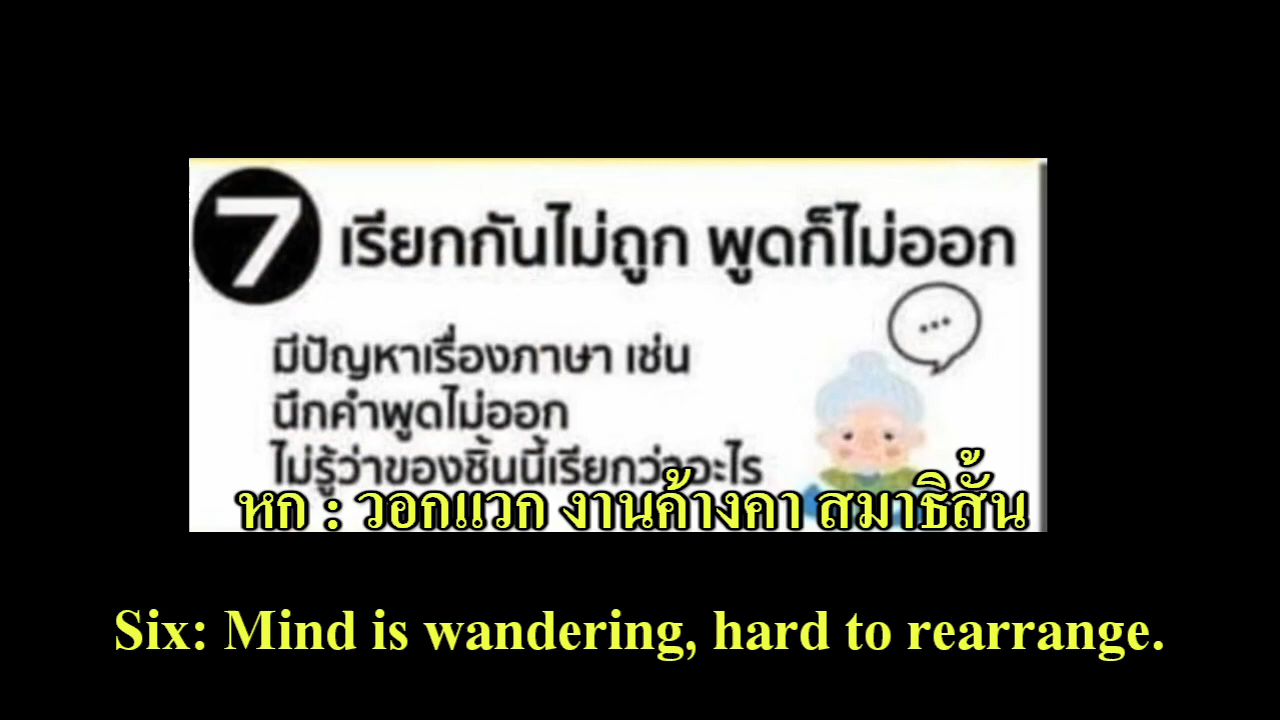 7 เรียกกันไม่ถูก พูดก็ไม่ออก
...
มีปัญหาเรื่องภาษา เช่น
นึกคำพูดไม่ออก
ไม่รู้ว่าของชิ้นนี้เรียกว่าอะไร
หก : วอกแวก งานค้างคา สมาธิสั้น
Six: Mind is wandering, hard to rearrange.